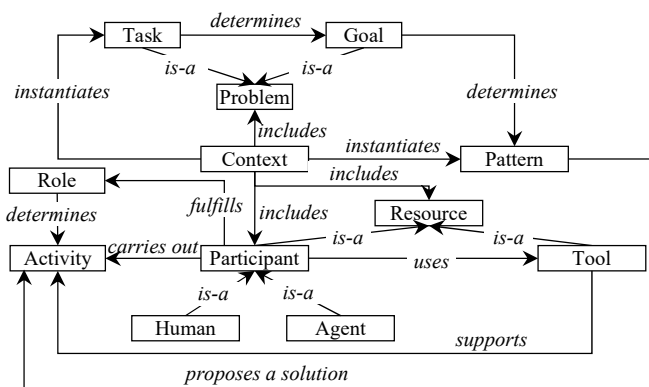 determines
Task
Goal
is-a
is-a
instantiates
determines
Problem
includes
instantiates
Context
Pattern
includes
Role
fulfills
Resource
determines
includes
is-a
is-a
carries out
Activity
Participant
uses
Tool
is-a
is-a
Human
Agent
supports
proposes a solution